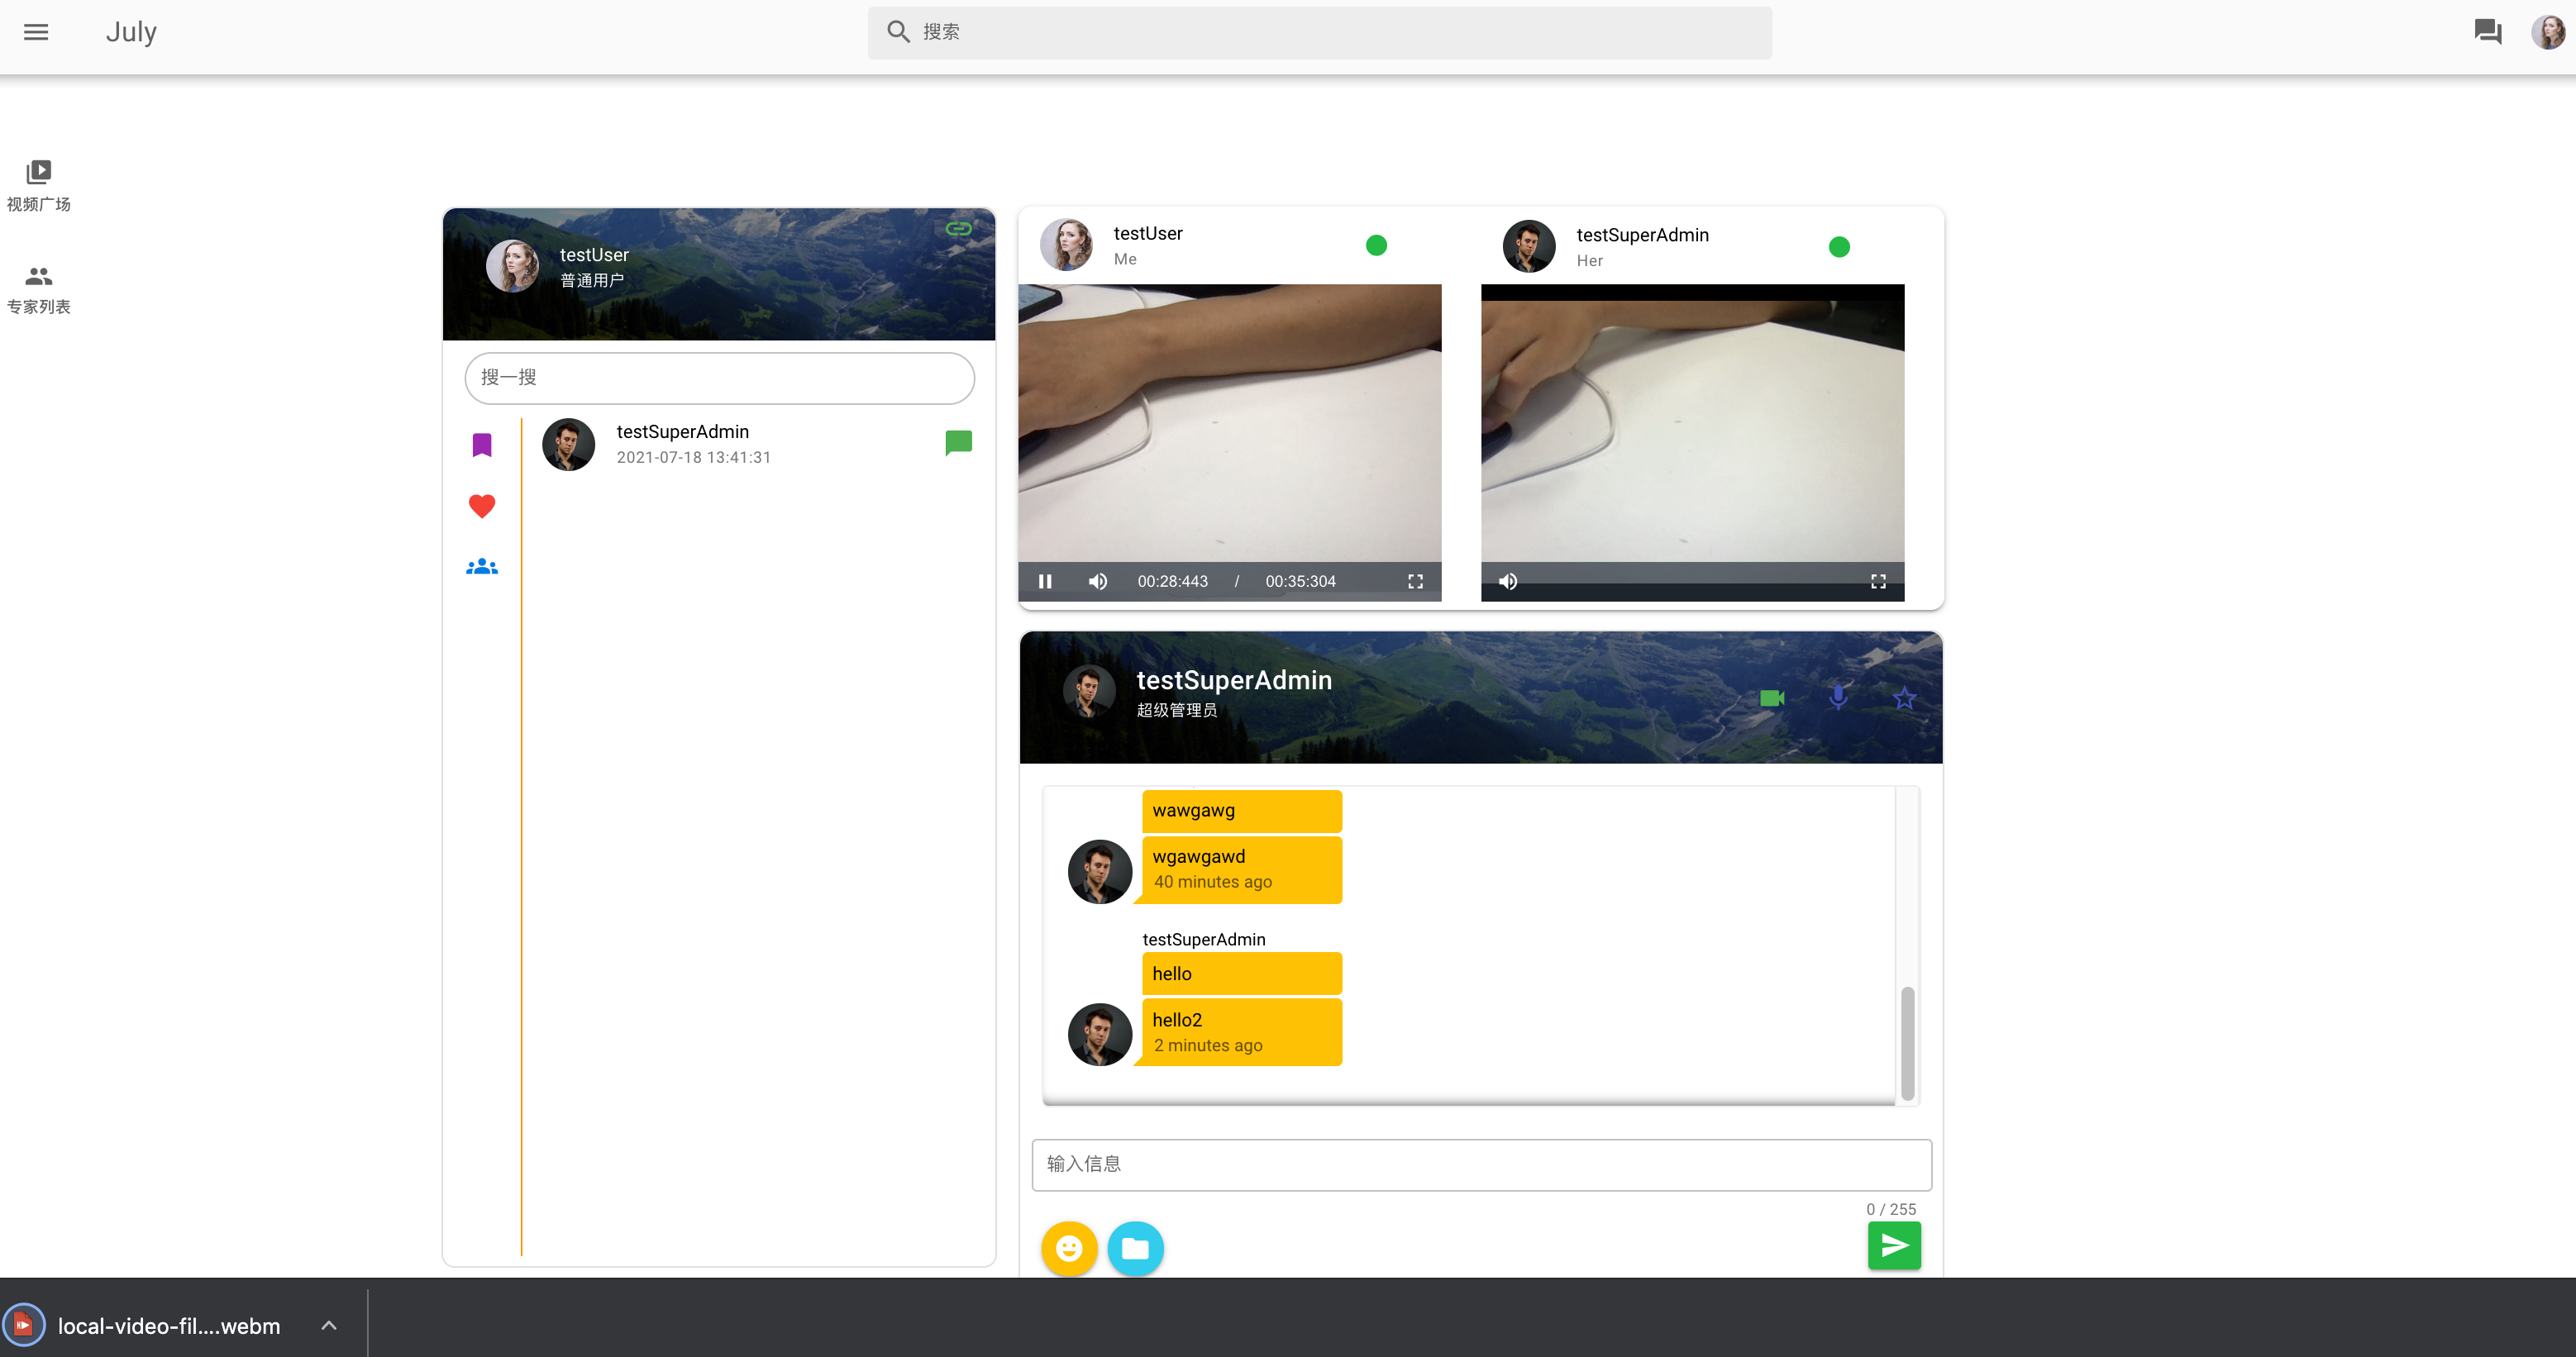 July
搜索
视频广场
专家列表
testUser
普通用户
搜一搜
testSuperAdmin
2021-07-18 13:41:31
testUser
Me
testSuperAdmin
Her
00:28:443 / 00:35:304
testSuperAdmin
超级管理员
wawgawg
wgawgawd
40 minutes ago
testSuperAdmin
hello
hello2
2 minutes ago
输入信息
0 / 255
local-video-fil....webm